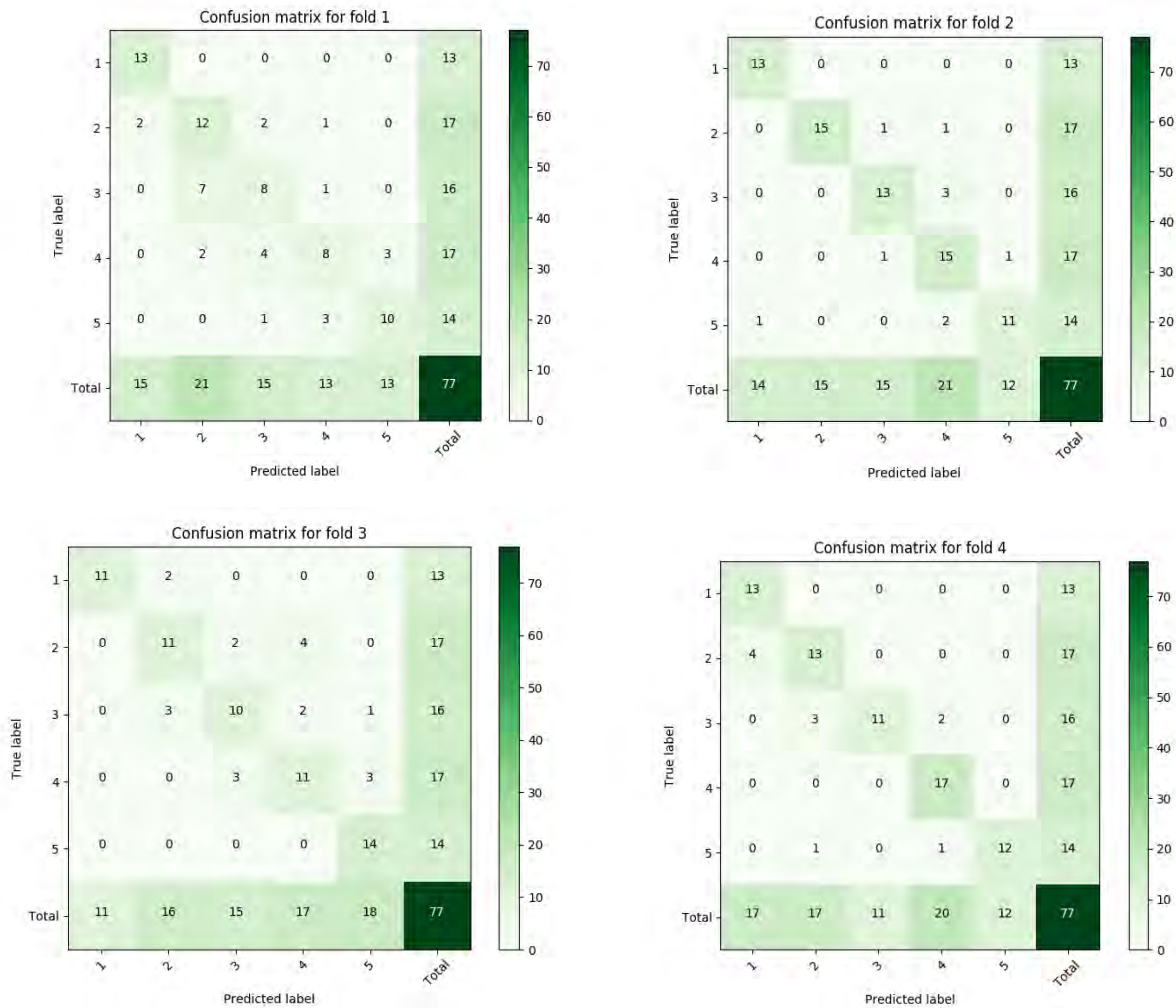 Confusion matrix for fold 1
1 13 0 0 0 0 13
2 2 12 2 1 0 17
3 0 7 8 1 0 16
4 0 2 4 8 3 17
5 0 0 1 3 10 14
Total 15 21 15 13 13 77
1 2 3 4 5 Total
Predicted label
True label
70
60
50
40
30
20
10
0
Confusion matrix for fold 2
1 13 0 0 0 0 13
2 0 15 1 1 0 17
3 0 0 13 3 0 16
4 0 0 1 15 1 17
5 1 0 0 2 11 14
Total 14 15 15 21 12 77
1 2 3 4 5 Total
Predicted label
True label
70
60
50
40
30
20
10
0
Confusion matrix for fold 3
1 11 2 0 0 0 13
2 0 11 2 4 0 17
3 0 3 10 2 1 16
4 0 0 3 11 3 17
5 0 0 0 0 14 14
Total 11 16 15 17 18 77
1 2 3 4 5 Total
Predicted label
True label
70
60
50
40
30
20
10
0
Confusion matrix for fold 4
1 13 0 0 0 0 13
2 4 13 0 0 0 17
3 0 3 11 2 0 16
4 0 0 0 17 0 17
5 0 1 0 1 12 14
Total 17 17 11 20 12 77
1 2 3 4 5 Total
Predicted label
True label
70
60
50
40
30
20
10
0